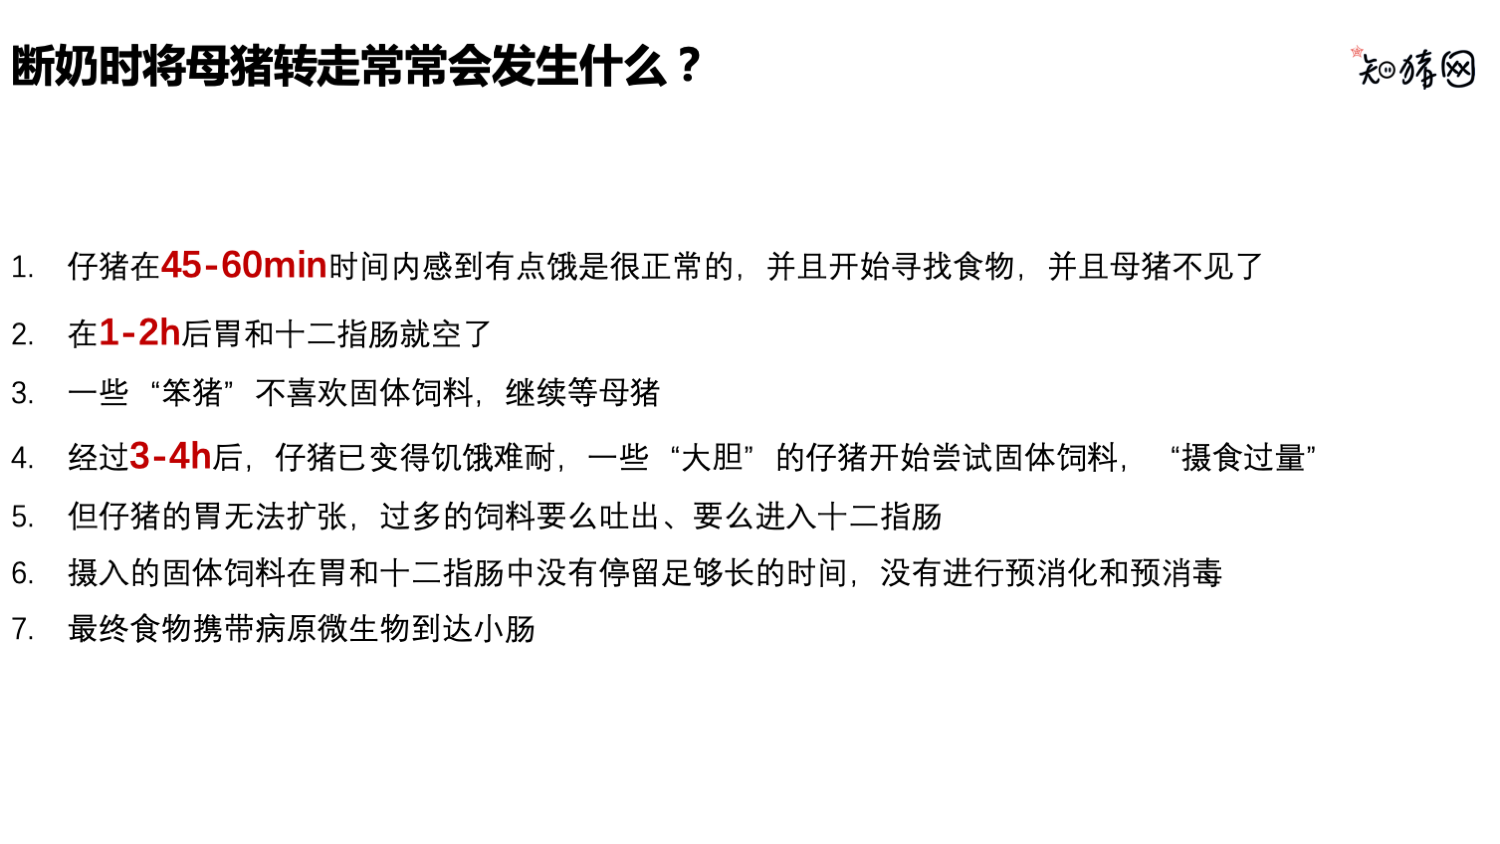 断奶时将母猪转走常常会发生什么？
知猪网
1. 仔猪在45-60min时间内感到有点饿是很正常的，并且开始寻找食物，并且母猪不见了
2. 在1-2h后胃和十二指肠就空了
3. 一些“笨猪”不喜欢固体饲料，继续等母猪
4. 经过3-4h后，仔猪已变得饥饿难耐，一些“大胆”的仔猪开始尝试固体饲料，“摄食过量”
5. 但仔猪的胃无法扩张，过多的饲料要么吐出、要么进入十二指肠
6. 摄入的固体饲料在胃和十二指肠中没有停留足够长的时间，没有进行预消化和预消毒
7. 最终食物携带病原微生物到达小肠